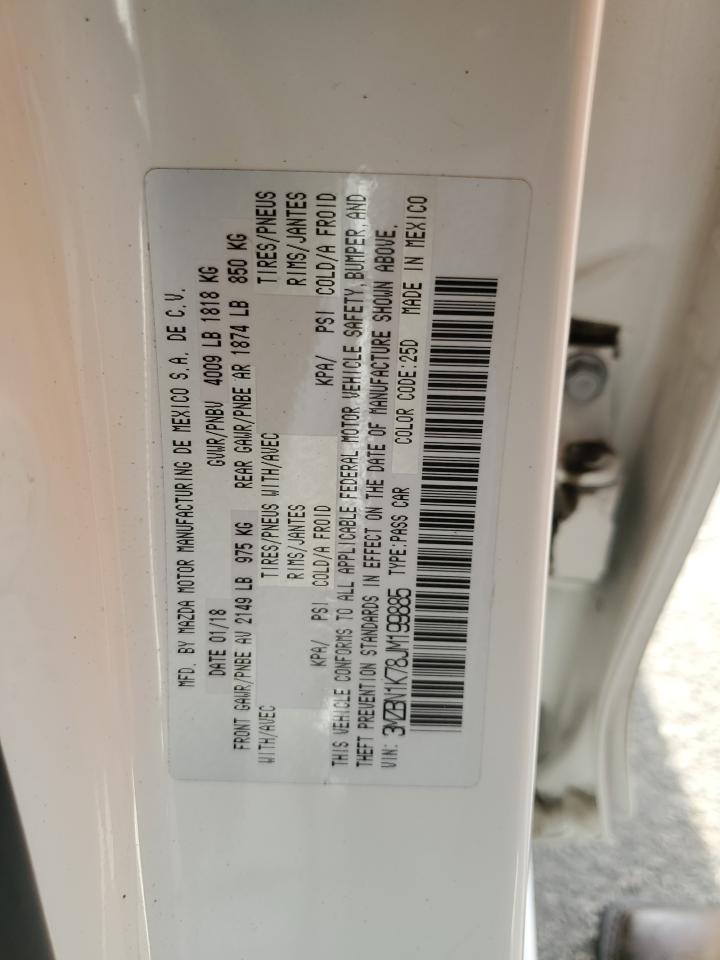 MFD. BY MAZDA MOTOR MANUFACTURING DE MEXICO S.A. DE C.V.
DATE 01/18 GVWR/PNBV 4009 LB 1818 KG
FRONT GAWR/PNBE AV 2149 LB 975 KG REAR GAWR/PNBE AR 1874 LB 850 KG
WITH/AVEC TIRES/PNEUS WITH/AVEC TIRES/PNEUS
RIMS/JANTES RIMS/JANTES
KPA/ PSI COLD/A FROID KPA/ PSI COLD/A FROID
THIS VEHICLE CONFORMS TO ALL APPLICABLE FEDERAL MOTOR VEHICLE SAFETY, BUMPER, AND
THEFT PREVENTION STANDARDS IN EFFECT ON THE DATE OF MANUFACTURE SHOWN ABOVE.
VIN: 3MZBN1K78JM199885 TYPE:PASS CAR COLOR CODE:25D MADE IN MEXICO